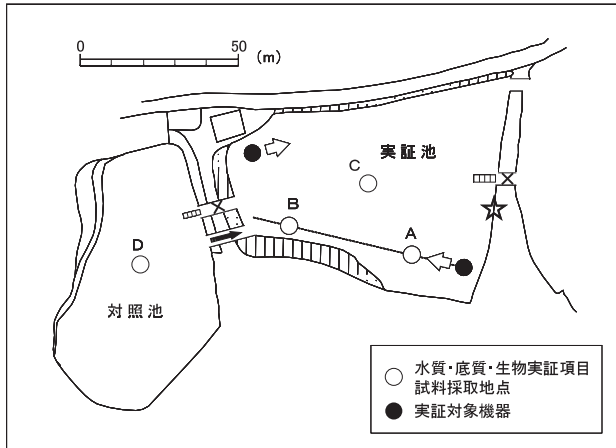 0 50 (m)
実証池
C
B
A
D
対照池
水質・底質・生物実証項目
試料採取地点
実証対象機器